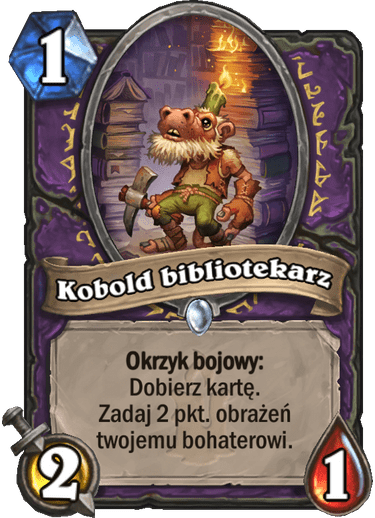 1
Kobold bibliotekarz
Okrzyk bojowy:
Dobierz kartę.
Zadaj 2 pkt. obrażeń
twojemu bohaterowi.
2
1